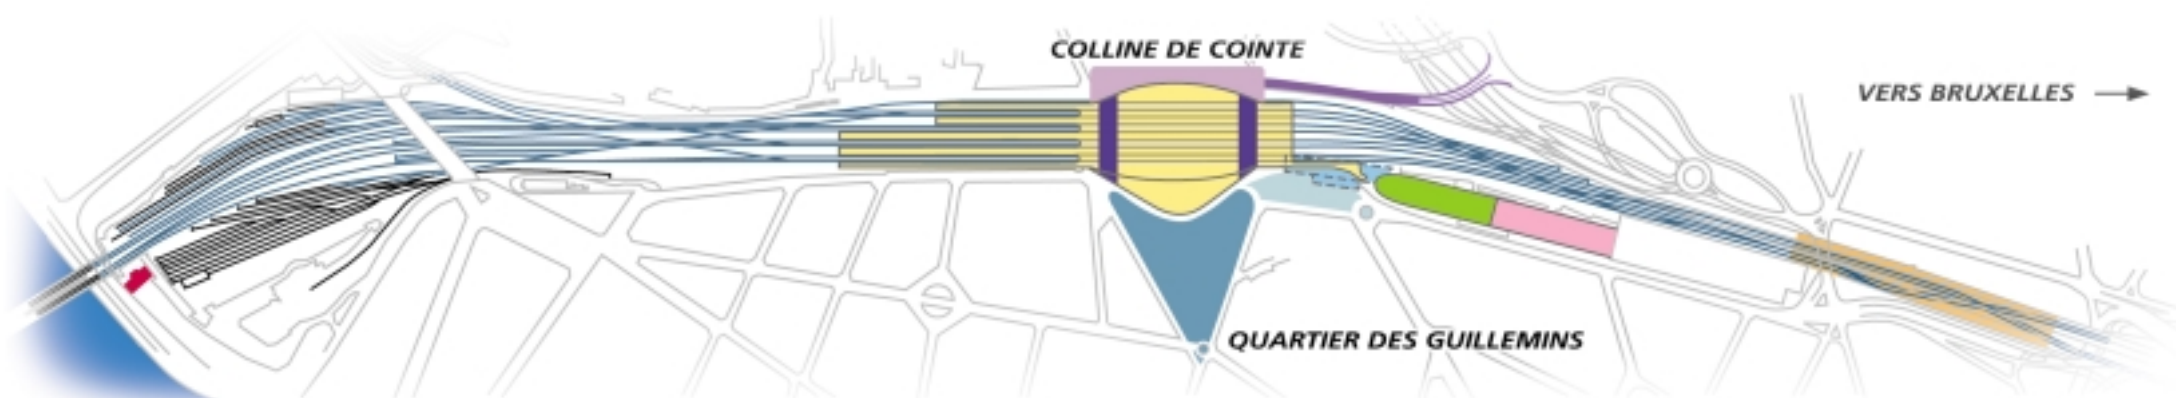 COLLINE DE COINTE
VERS BRUXELLES
QUARTIER DES GUILLEMINS